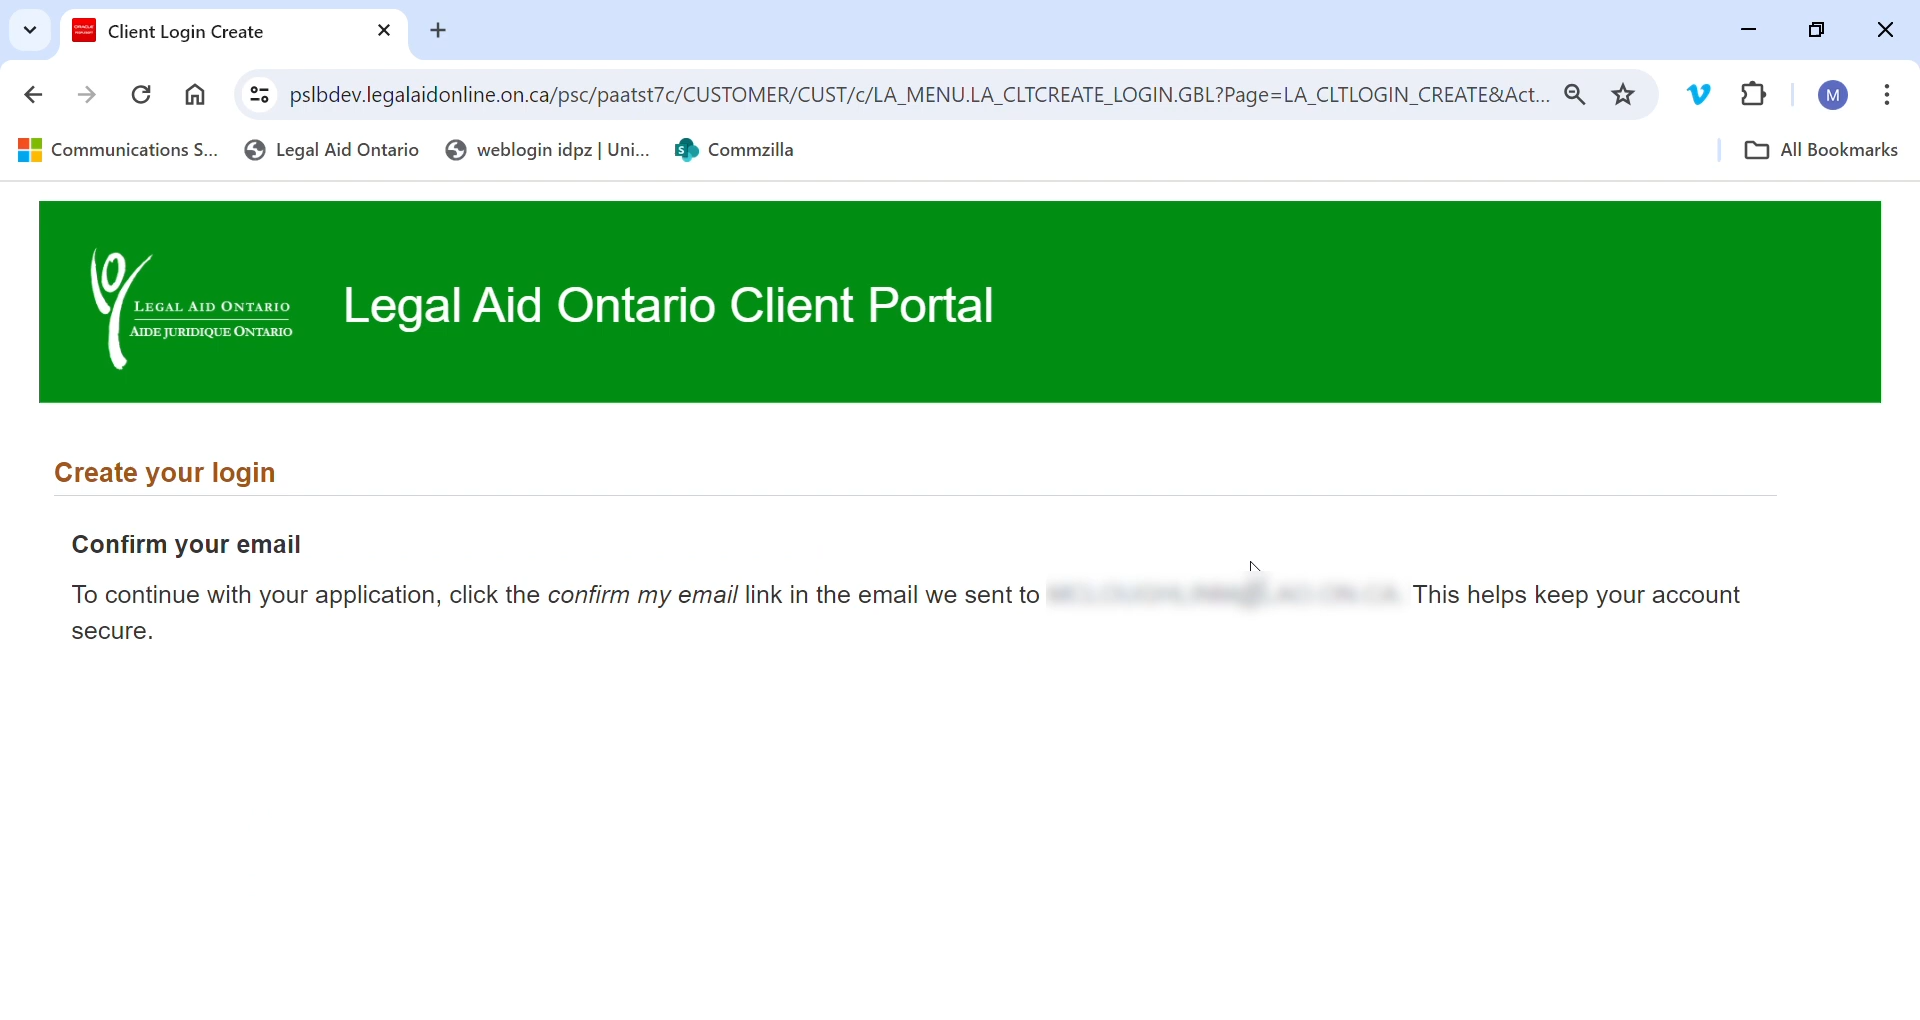 Client Login Create
pslbdev.legalaidonline.on.ca/psc/paatst7c/CUSTOMER/CUST/c/LA_MENU.LA_CLTCREATE_LOGIN.GBL?Page=LA_CLTLOGIN_CREATE&Act...
M
Communications S...
Legal Aid Ontario
weblogin idpz | Uni...
Commzilla
All Bookmarks
LEGAL AID ONTARIO
AIDE JURIDIQUE ONTARIO
Legal Aid Ontario Client Portal
Create your login
Confirm your email
To continue with your application, click the confirm my email link in the email we sent to This helps keep your account
secure.